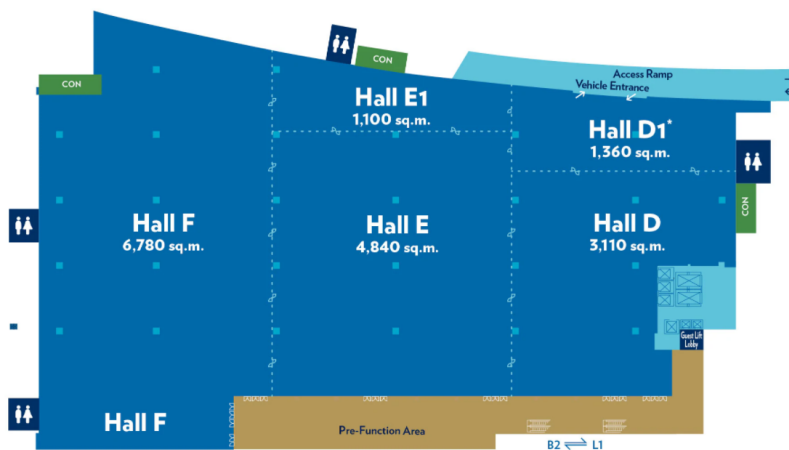 CON
Access Ramp
Vehicle Entrance
CON
Hall E1
1,100 sq.m.
Hall D1*
1,360 sq.m.
CON
Hall F
6,780 sq.m.
Hall E
4,840 sq.m.
Hall D
3,110 sq.m.
Guest Lift
Lobby
Hall F
Pre-Function Area
B2 ⇌ L1